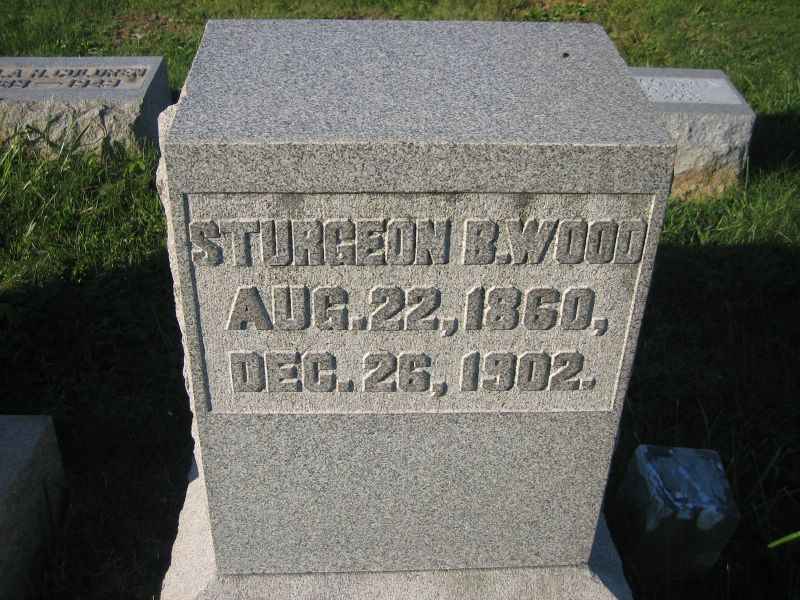 STURGEON B. WOOD
AUG. 22, 1860,
DEC. 26, 1902.